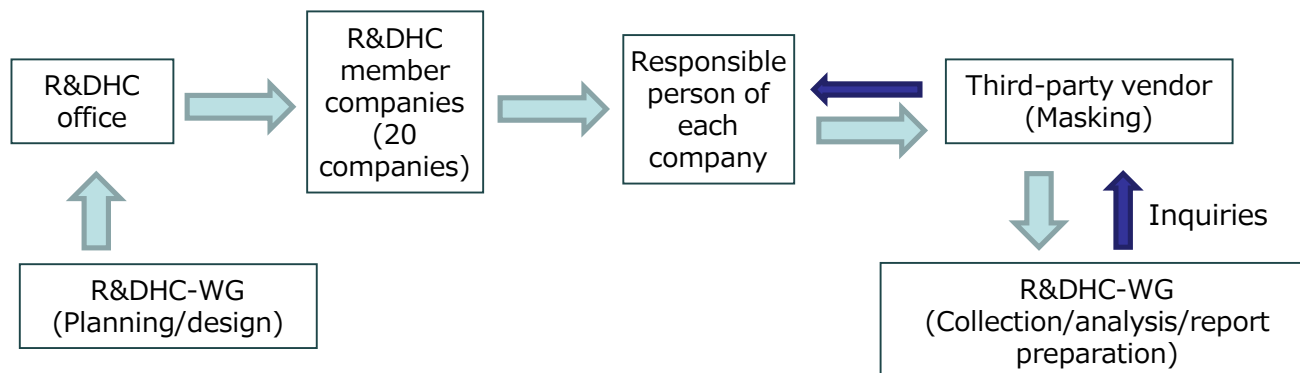 R&DHC
office
R&DHC
member
companies
(20
companies)
Responsible
person of
each
company
Third-party vendor
(Masking)
Inquiries
R&DHC-WG
(Planning/design)
R&DHC-WG
(Collection/analysis/report
preparation)